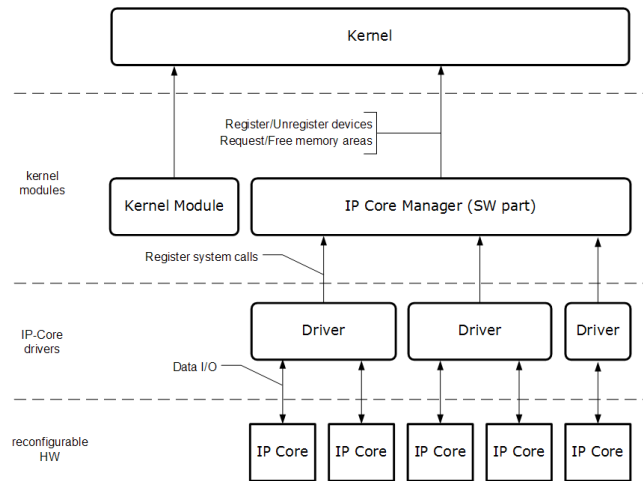 Kernel
Register/Unregister devices
Request/Free memory areas
kernel
modules
Kernel Module
IP Core Manager (SW part)
Register system calls
IP-Core
drivers
Driver
Driver
Driver
Data I/O
reconfigurable
HW
IP Core
IP Core
IP Core
IP Core
IP Core